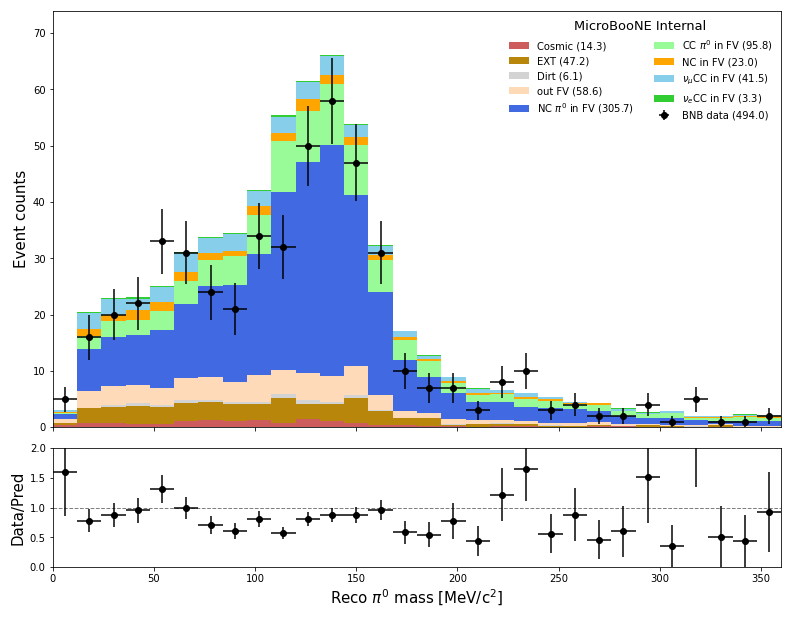 MicroBooNE Internal
Cosmic (14.3)
EXT (47.2)
Dirt (6.1)
out FV (58.6)
NC π⁰ in FV (305.7)
CC π⁰ in FV (95.8)
NC in FV (23.0)
νμCC in FV (41.5)
νeCC in FV (3.3)
BNB data (494.0)
Event counts
70
60
50
40
30
20
10
0
Data/Pred
2.0
1.5
1.0
0.5
0.0
0 50 100 150 200 250 300 350
Reco π⁰ mass [MeV/c²]